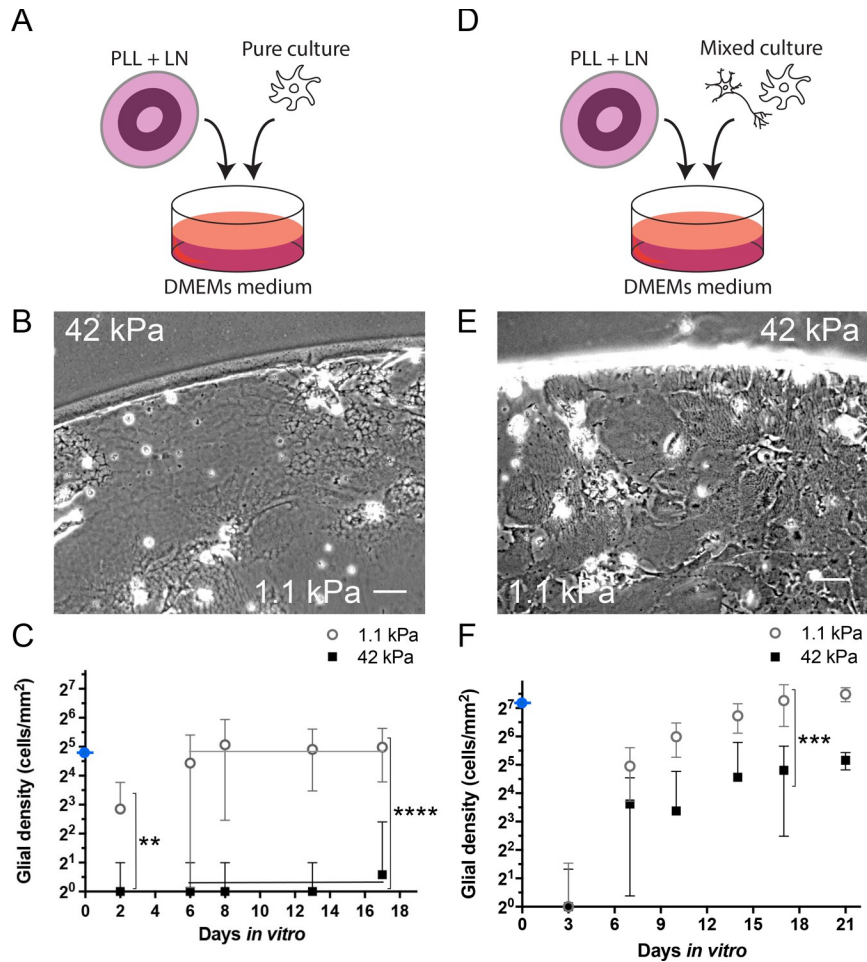 A
PLL + LN
Pure culture
DMEMs medium
B
42 kPa
1.1 kPa
C
1.1 kPa
42 kPa
Glial density (cells/mm²)
2⁷
2⁶
2⁵
2⁴
2³
2²
2¹
2⁰
**
****
0 2 4 6 8 10 12 14 16 18
Days in vitro
D
PLL + LN
Mixed culture
DMEMs medium
E
42 kPa
1.1 kPa
F
1.1 kPa
42 kPa
Glial density (cells/mm²)
2⁷
2⁶
2⁵
2⁴
2³
2²
2¹
2⁰
***
0 3 6 9 12 15 18 21
Days in vitro